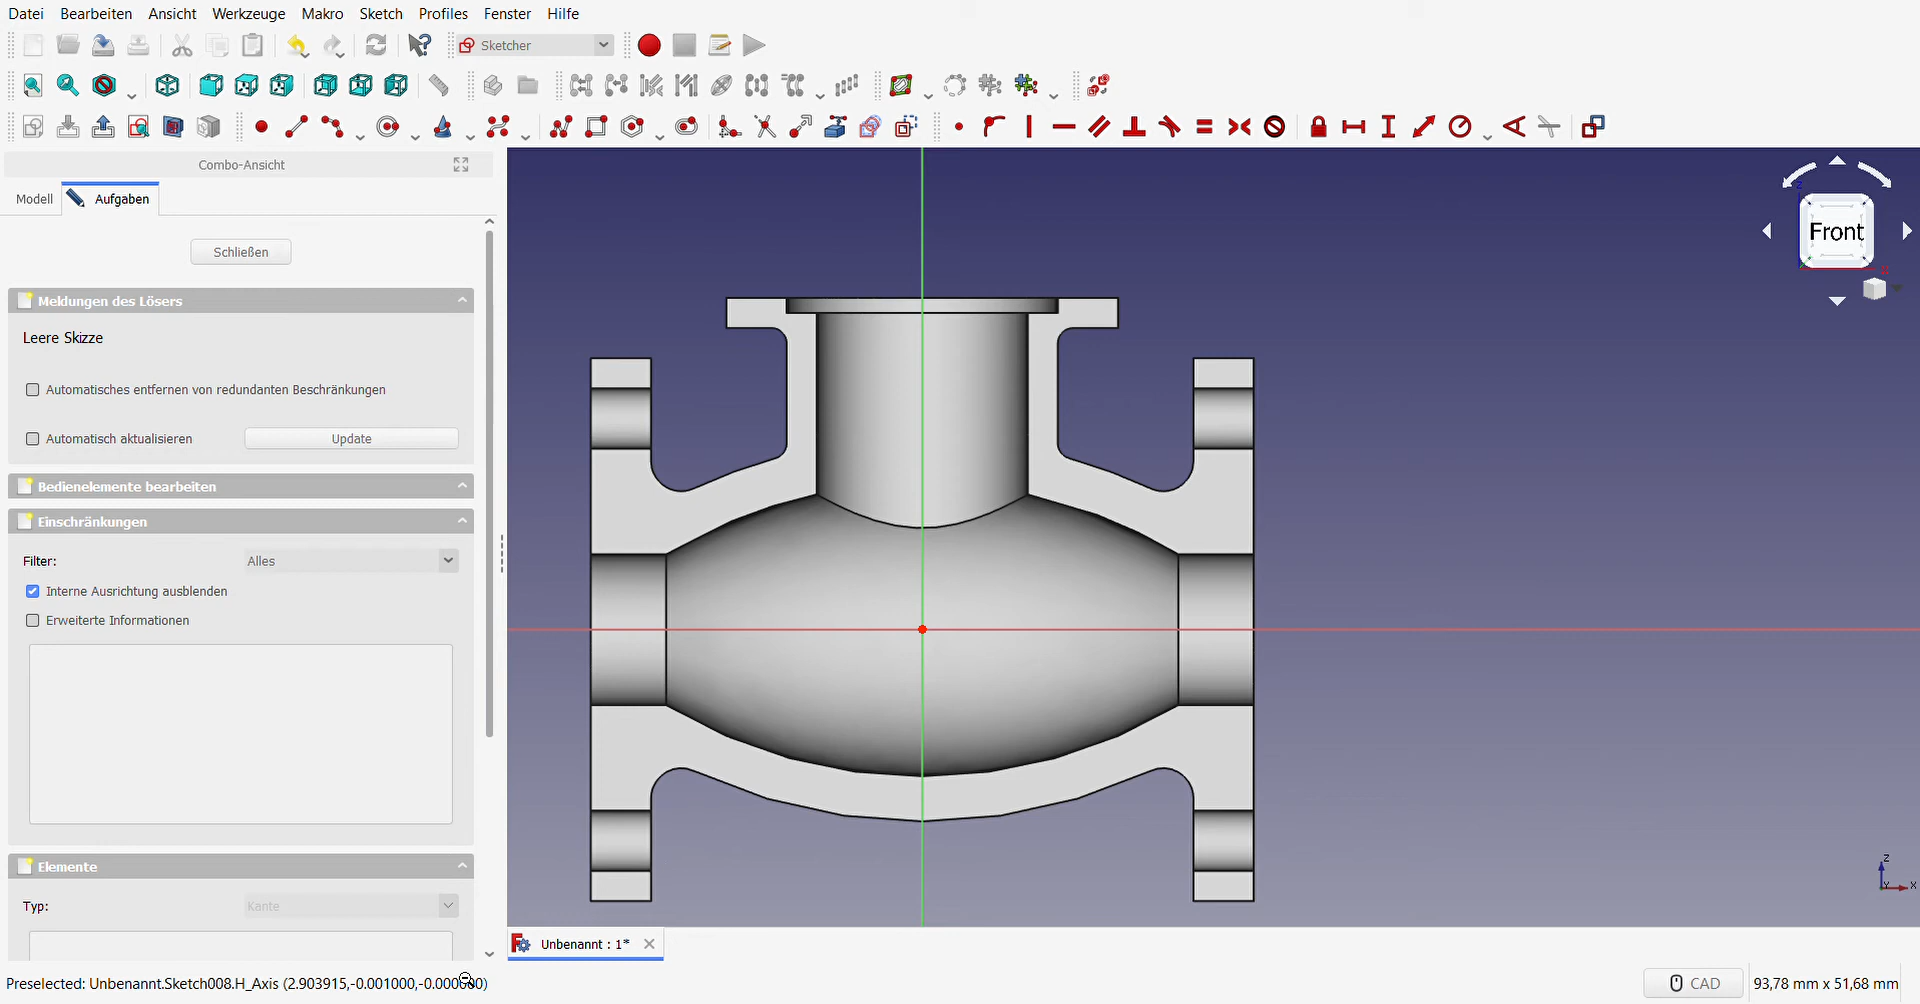 Datei Bearbeiten Ansicht Werkzeuge Makro Sketch Profiles Fenster Hilfe
Sketcher
Combo-Ansicht
Modell Aufgaben
Schließen
Meldungen des Lösers
Leere Skizze
Automatisches entfernen von redundanten Beschränkungen
Automatisch aktualisieren Update
Bedienelemente bearbeiten
Einschränkungen
Filter: Alles
Interne Ausrichtung ausblenden
Erweiterte Informationen
Elemente
Typ: Kante
Z
Front
X
Z
Y X
Unbenannt : 1*
Preselected: Unbenannt.Sketch008.H_Axis (2.903915,-0.001000,-0.000000) CAD 93,78 mm x 51,68 mm